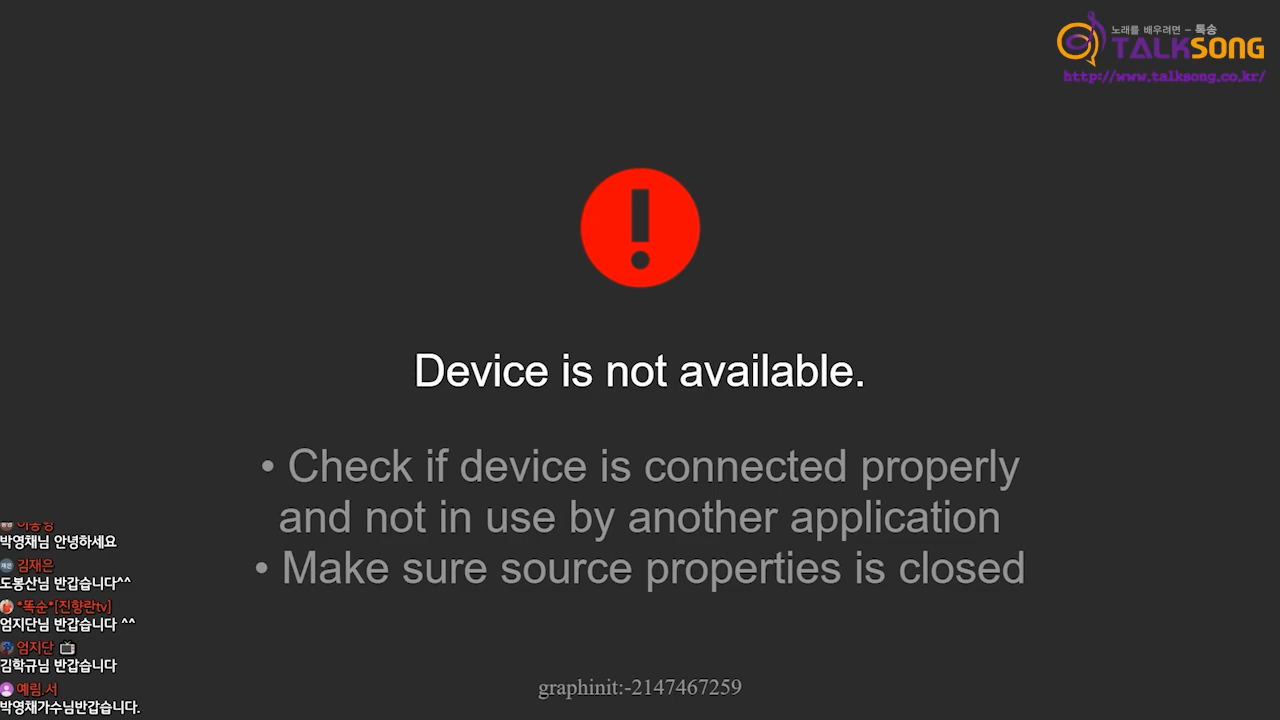 노래를 배우려면 - 톡송
TALKSONG
http://www.talksong.co.kr/
Device is not available.
• Check if device is connected properly
and not in use by another application
• Make sure source properties is closed
박영채님 안녕하세요
김재은
도봉산님 반갑습니다^^
*똑순*[진향란tv]
엄지단님 반갑습니다 ^^
엄지단
김학규님 반갑습니다
예림.서
박영채가수님반갑습니다.
graphinit:-2147467259